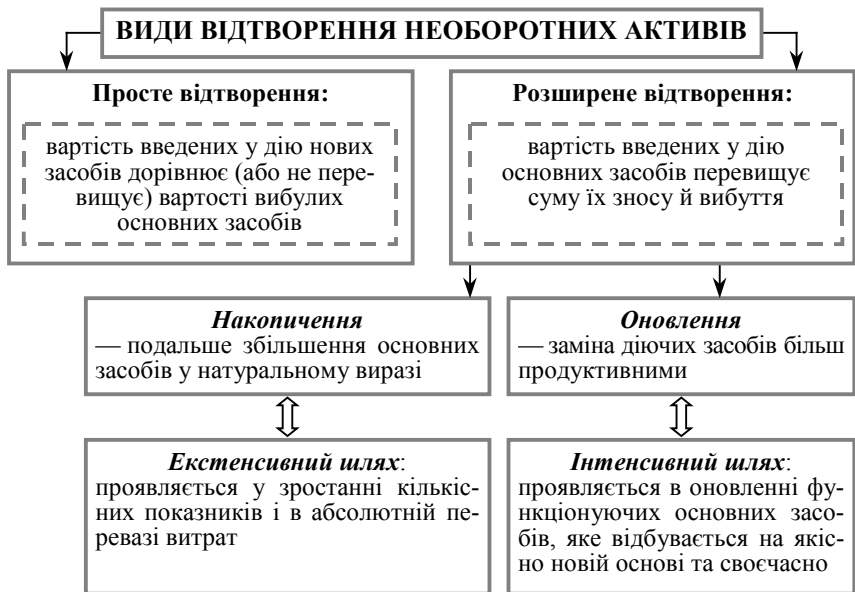 ВИДИ ВІДТВОРЕННЯ НЕОБОРОТНИХ АКТИВІВ
Просте відтворення:
вартість введених у дію нових
засобів дорівнює (або не пере-
вищує) вартості вибулих
основних засобів
Розширене відтворення:
вартість введених у дію
основних засобів перевищує
суму їх зносу й вибуття
Накопичення
— подальше збільшення основних
засобів у натуральному виразі
Оновлення
— заміна діючих засобів більш
продуктивними
Екстенсивний шлях:
проявляється у зростанні кількіс-
них показників і в абсолютній пе-
ревазі витрат
Інтенсивний шлях:
проявляється в оновленні фу-
нкціонуючих основних засо-
бів, яке відбувається на якіс-
но новій основі та своєчасно